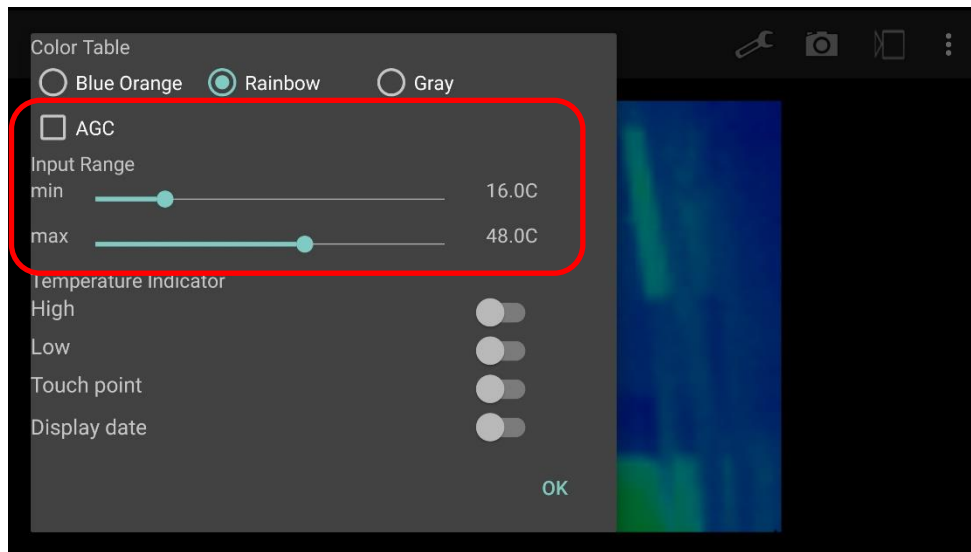 Color Table
Blue Orange Rainbow Gray
AGC
Input Range
min 16.0C
max 48.0C
Temperature Indicator
High
Low
Touch point
Display date
OK